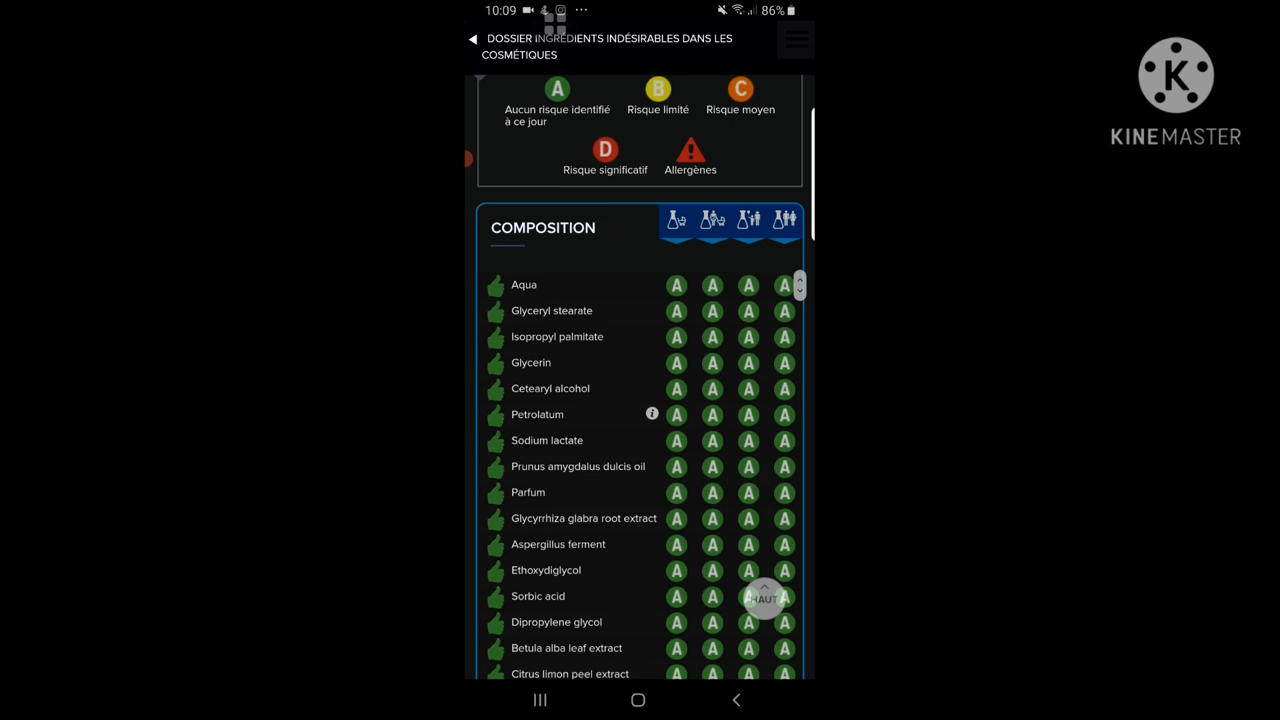 10:09
86%
DOSSIER INGRÉDIENTS INDÉSIRABLES DANS LES
COSMÉTIQUES
K
KINEMASTER
A
B
C
Aucun risque identifié
à ce jour
Risque limité
Risque moyen
D
Risque significatif
Allergènes
COMPOSITION
Aqua A A A A
Glyceryl stearate A A A A
Isopropyl palmitate A A A A
Glycerin A A A A
Cetearyl alcohol A A A A
Petrolatum i A A A A
Sodium lactate A A A A
Prunus amygdalus dulcis oil A A A A
Parfum A A A A
Glycyrrhiza glabra root extract A A A A
Aspergillus ferment A A A A
Ethoxydiglycol A A A A
Sorbic acid A A A A
HAUT
Dipropylene glycol A A A A
Betula alba leaf extract A A A A
Citrus limon peel extract A A A A